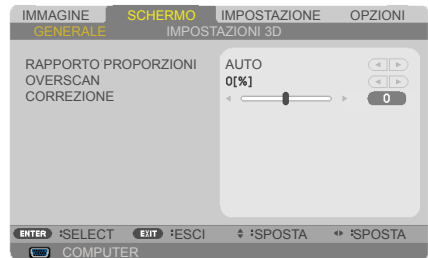 IMMAGINE SCHERMO IMPOSTAZIONE OPZIONI
GENERALE IMPOSTAZIONI 3D
RAPPORTO PROPORZIONI AUTO
OVERSCAN 0[%]
CORREZIONE 0
ENTER :SELECT EXIT :ESCI :SPOSTA :SPOSTA
COMPUTER